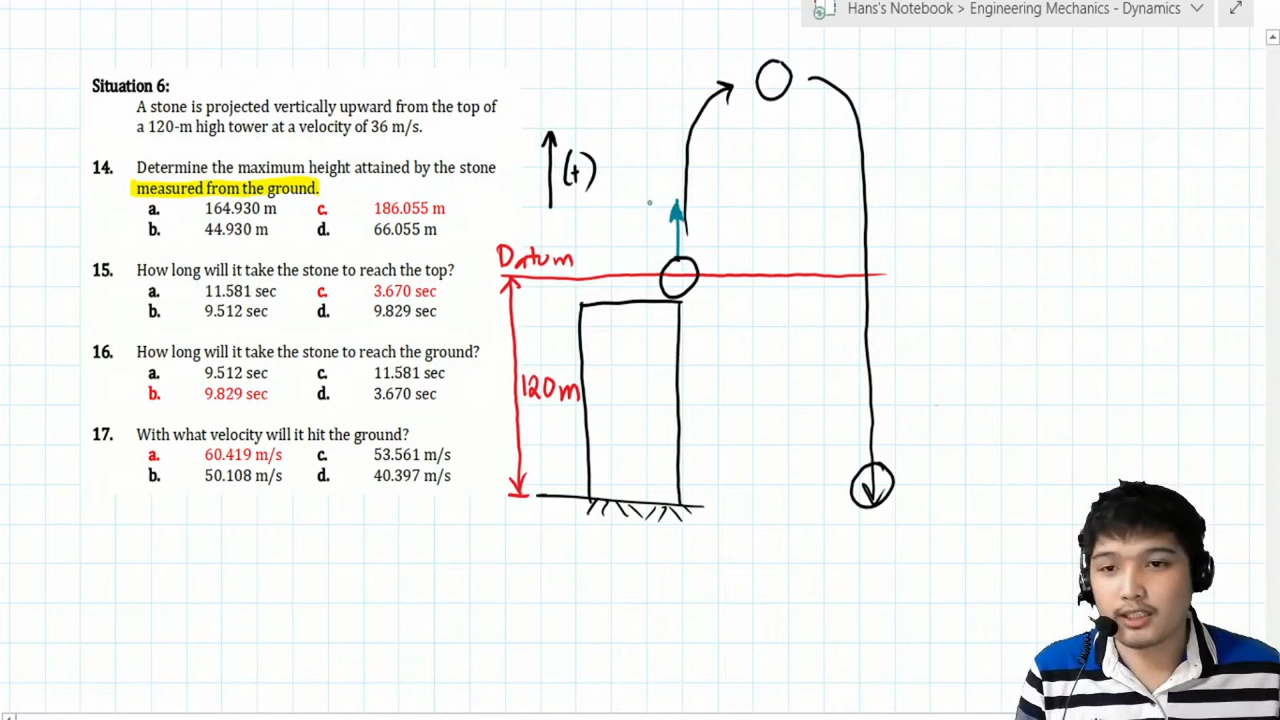 Hans's Notebook > Engineering Mechanics - Dynamics
Situation 6:
A stone is projected vertically upward from the top of
a 120-m high tower at a velocity of 36 m/s.
14. Determine the maximum height attained by the stone
measured from the ground.
a. 164.930 m c. 186.055 m
b. 44.930 m d. 66.055 m
15. How long will it take the stone to reach the top?
a. 11.581 sec c. 3.670 sec
b. 9.512 sec d. 9.829 sec
16. How long will it take the stone to reach the ground?
a. 9.512 sec c. 11.581 sec
b. 9.829 sec d. 3.670 sec
17. With what velocity will it hit the ground?
a. 60.419 m/s c. 53.561 m/s
b. 50.108 m/s d. 40.397 m/s
(+)
Datum
120m